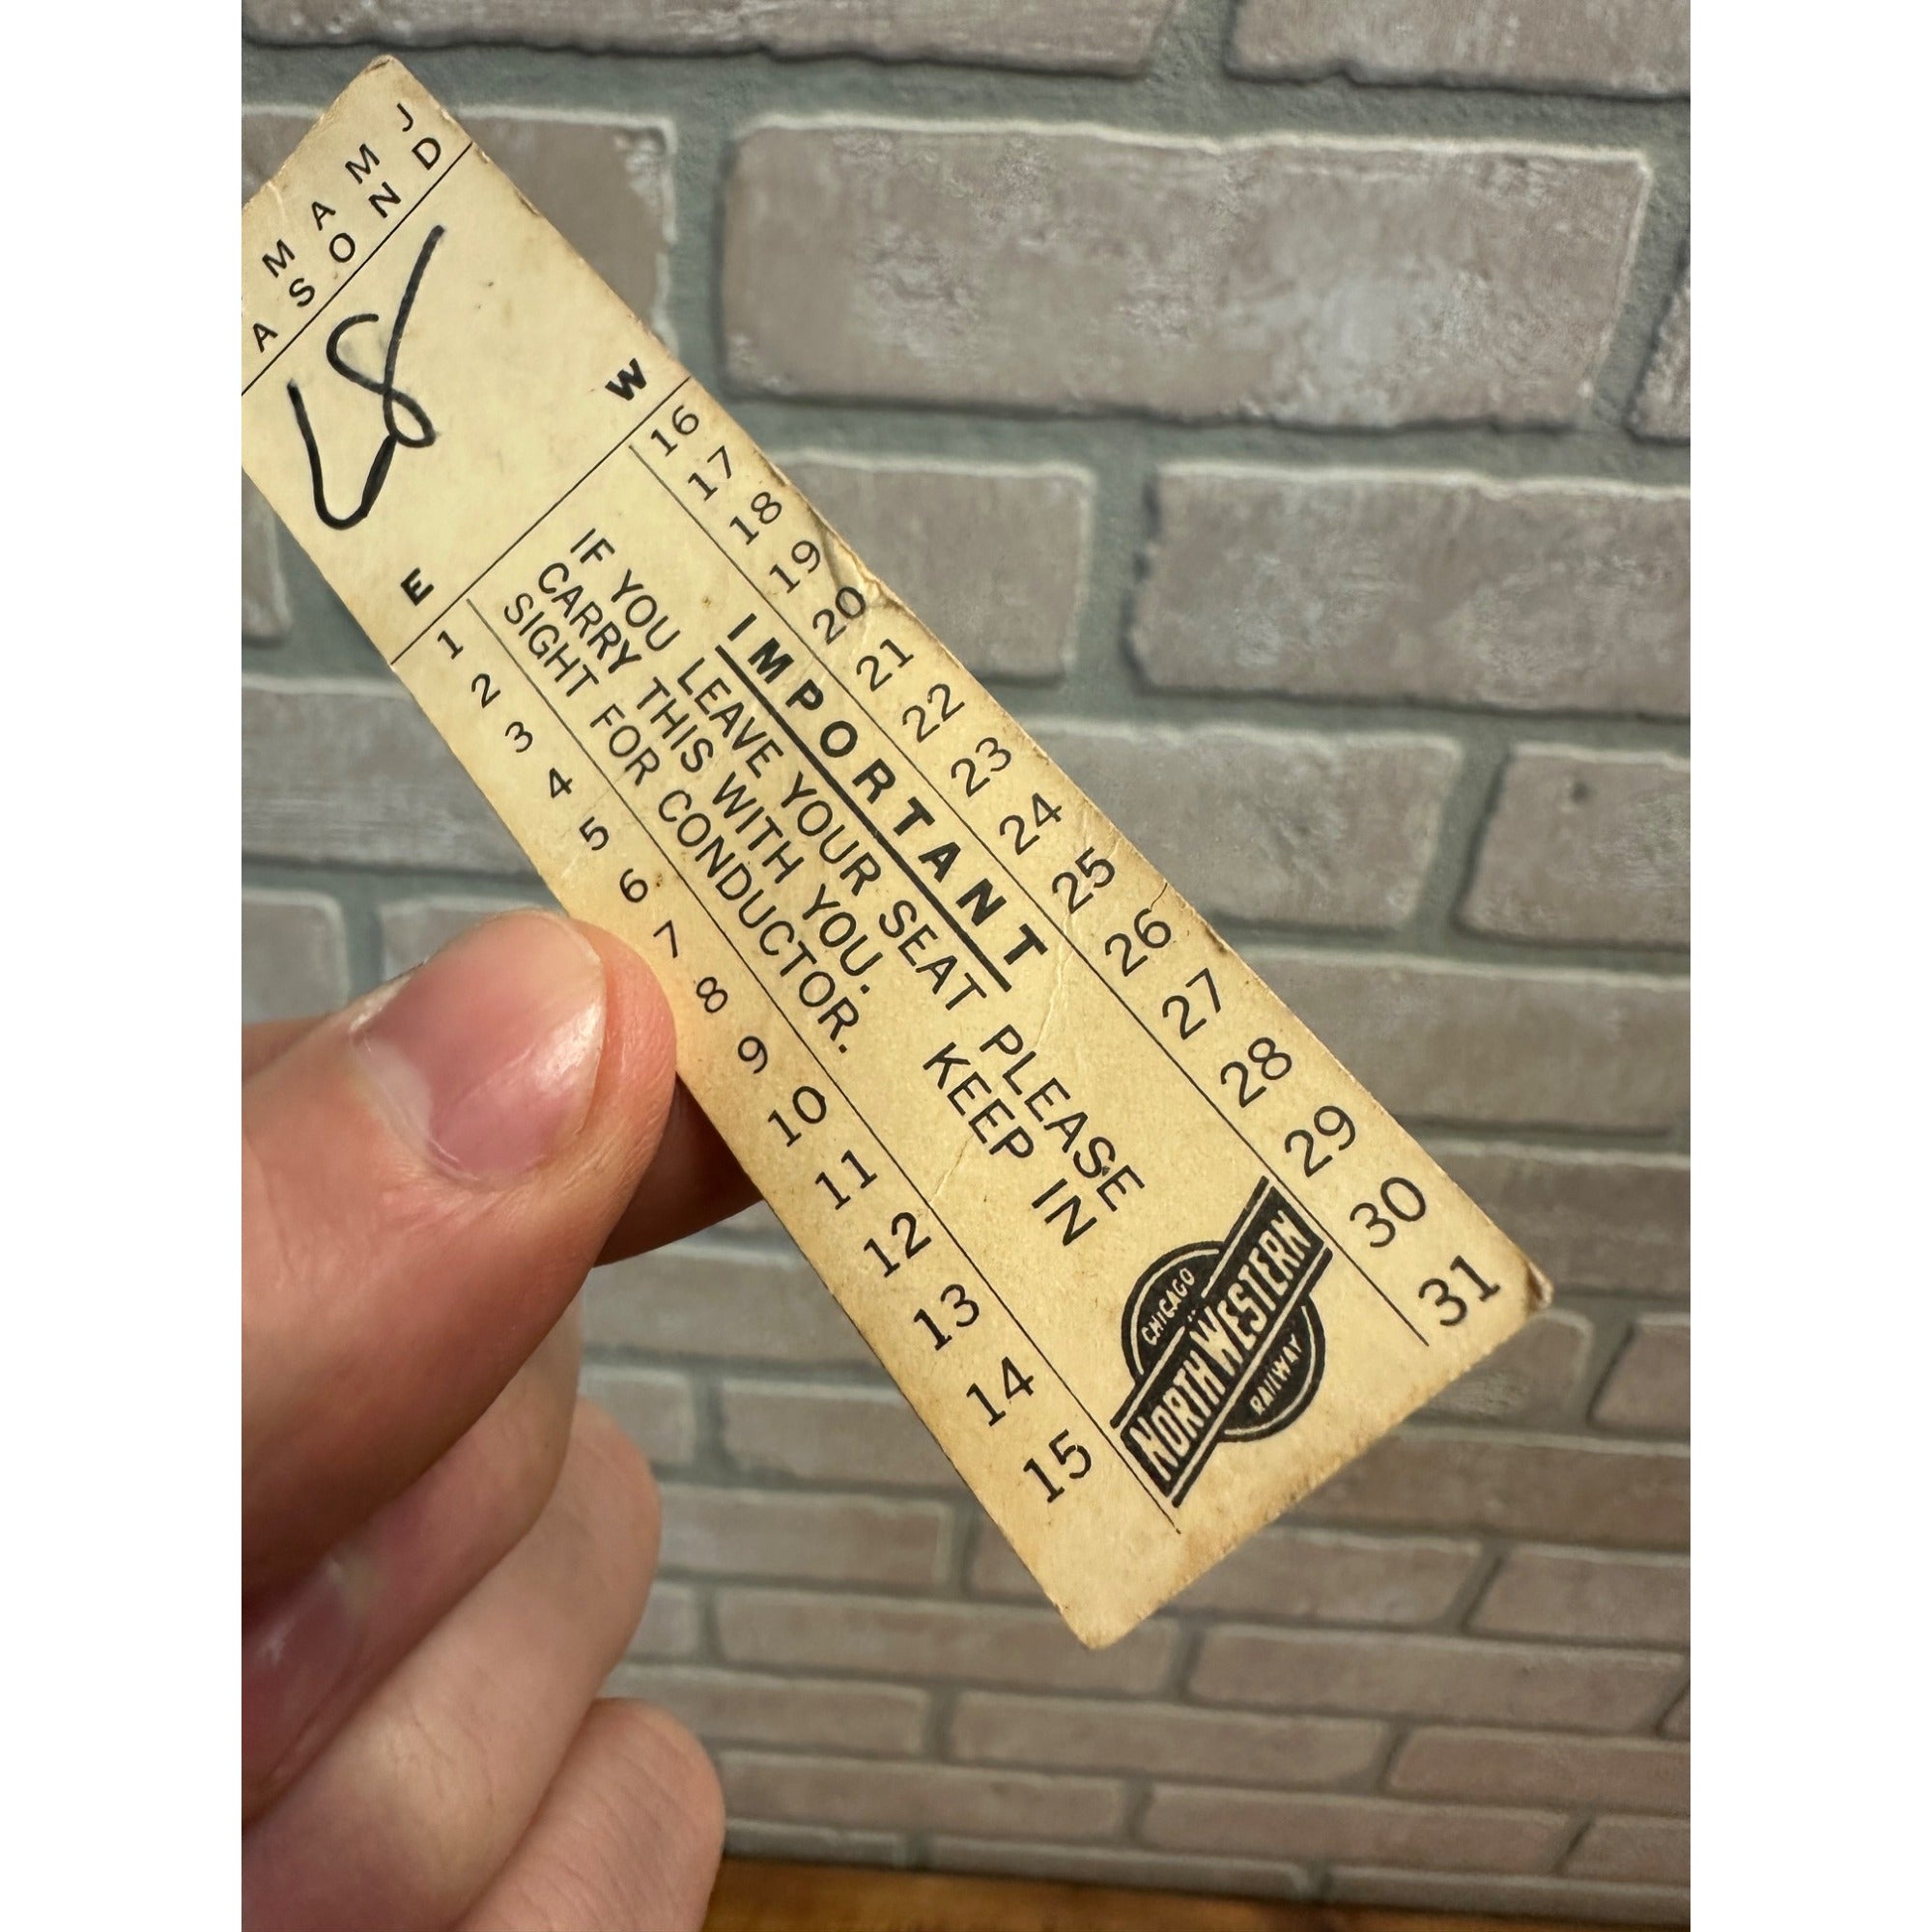 M A M J
A S O N D
E W
IMPORTANT
IF YOU LEAVE YOUR SEAT PLEASE
CARRY THIS WITH YOU. KEEP IN
SIGHT FOR CONDUCTOR.
16 17 18 19 20 21 22 23 24 25 26 27 28 29 30 31
1 2 3 4 5 6 7 8 9 10 11 12 13 14 15
CHICAGO
NORTH WESTERN
RAILWAY